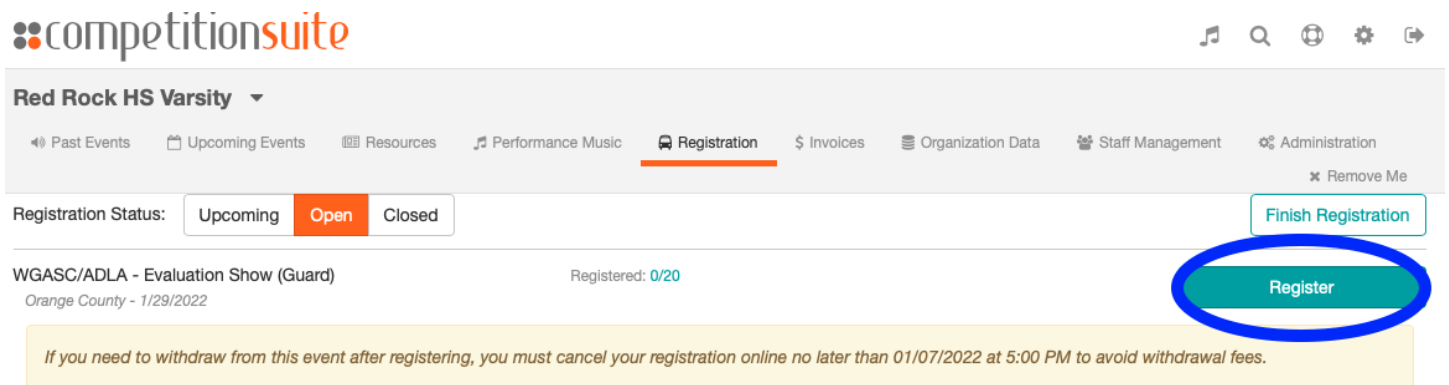 competitionsuite
Red Rock HS Varsity
Past Events Upcoming Events Resources Performance Music Registration $ Invoices Organization Data Staff Management Administration
Remove Me
Registration Status: Upcoming Open Closed Finish Registration
WGASC/ADLA - Evaluation Show (Guard) Registered: 0/20 Register
Orange County - 1/29/2022
If you need to withdraw from this event after registering, you must cancel your registration online no later than 01/07/2022 at 5:00 PM to avoid withdrawal fees.